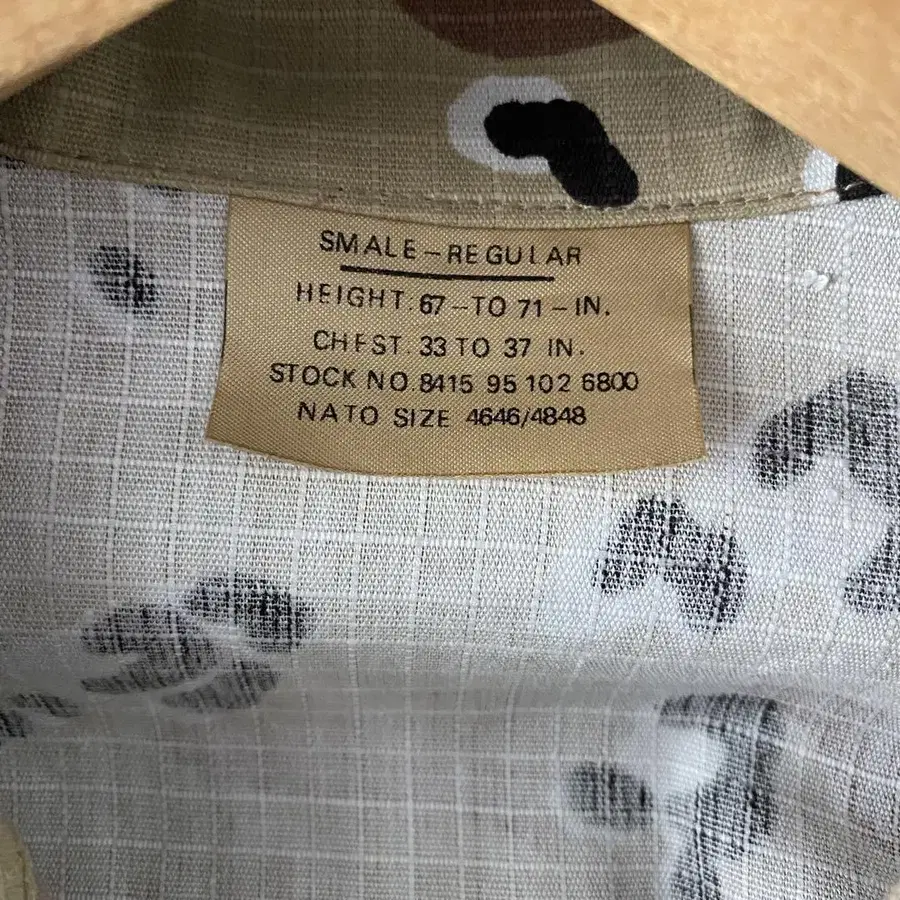 SMALE-REGULAR
HEIGHT. 67-TO 71-IN.
CHEST. 33 TO 37 IN.
STOCK NO 8415 95 102 6800
NATO SIZE 4646/4848